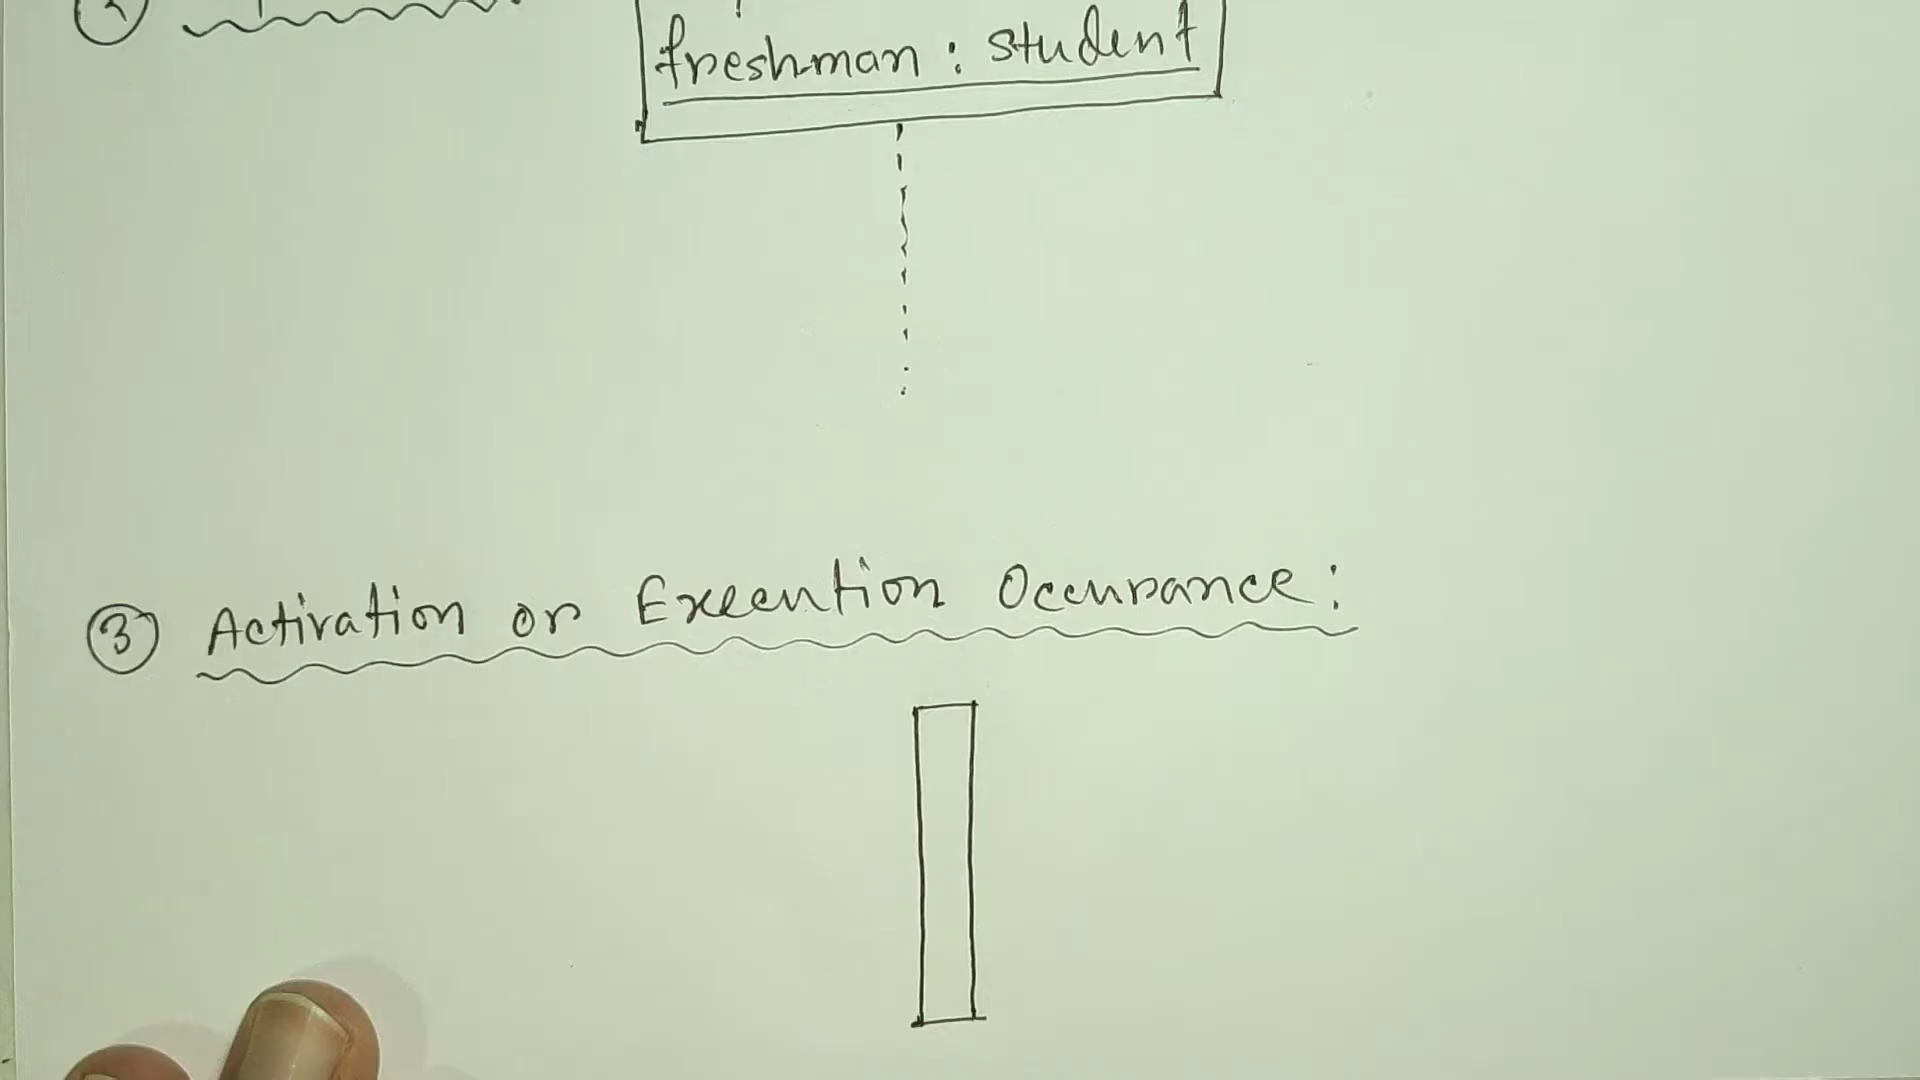 freshman : student
③ Activation or Execution Occurance :